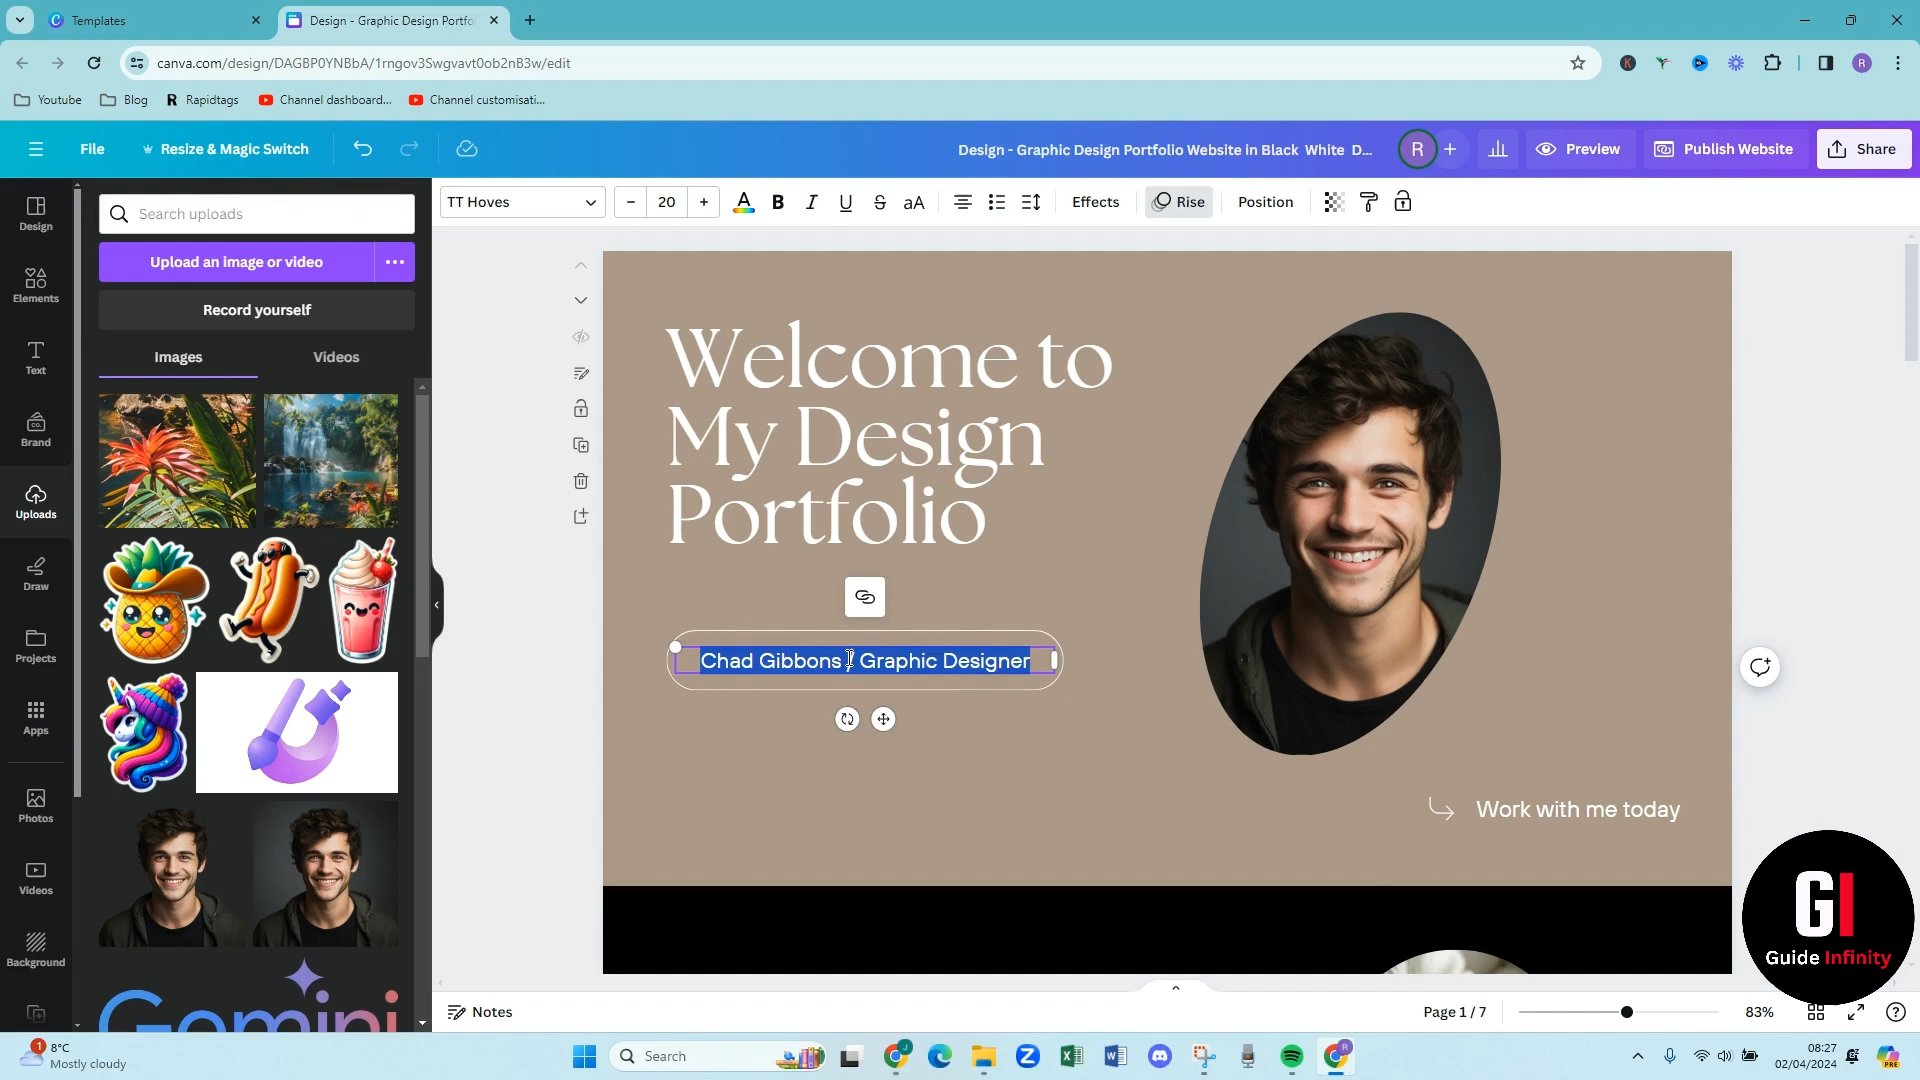 Templates
Design - Graphic Design Portfo
canva.com/design/DAGBP0YNBbA/1rngov3Swgvavt0ob2nB3w/edit
Youtube
Blog
Rapidtags
Channel dashboard...
Channel customisati...
File
Resize & Magic Switch
Design - Graphic Design Portfolio Website in Black White D...
R
Preview
Publish Website
Share
Design
Elements
Text
Brand
Uploads
Draw
Projects
Apps
Photos
Videos
Background
Search uploads
Upload an image or video
Record yourself
Images
Videos
Gemini
TT Hoves
20
Effects
Rise
Position
Welcome to
My Design
Portfolio
Chad Gibbons / Graphic Designer
Work with me today
GI
Guide Infinity
Notes
Page 1 / 7
83%
1
8°C
Mostly cloudy
Search
08:27
02/04/2024